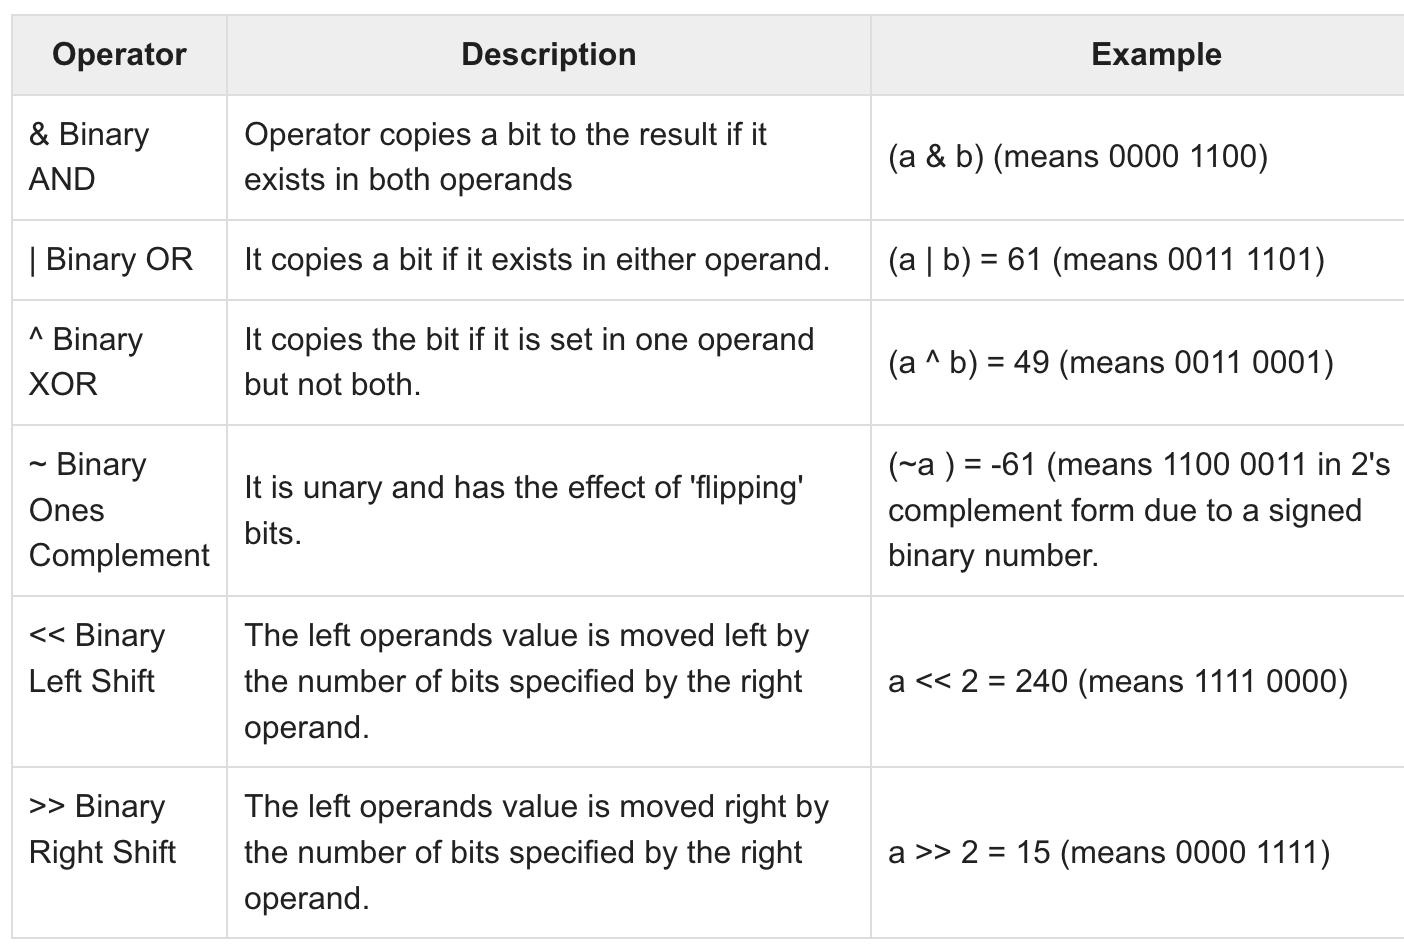 Operator Description Example
& Binary
AND
Operator copies a bit to the result if it
exists in both operands
(a & b) (means 0000 1100)
| Binary OR
It copies a bit if it exists in either operand.
(a | b) = 61 (means 0011 1101)
^ Binary
XOR
It copies the bit if it is set in one operand
but not both.
(a ^ b) = 49 (means 0011 0001)
~ Binary
Ones
Complement
It is unary and has the effect of 'flipping'
bits.
(~a ) = -61 (means 1100 0011 in 2's
complement form due to a signed
binary number.
<< Binary
Left Shift
The left operands value is moved left by
the number of bits specified by the right
operand.
a << 2 = 240 (means 1111 0000)
>> Binary
Right Shift
The left operands value is moved right by
the number of bits specified by the right
operand.
a >> 2 = 15 (means 0000 1111)